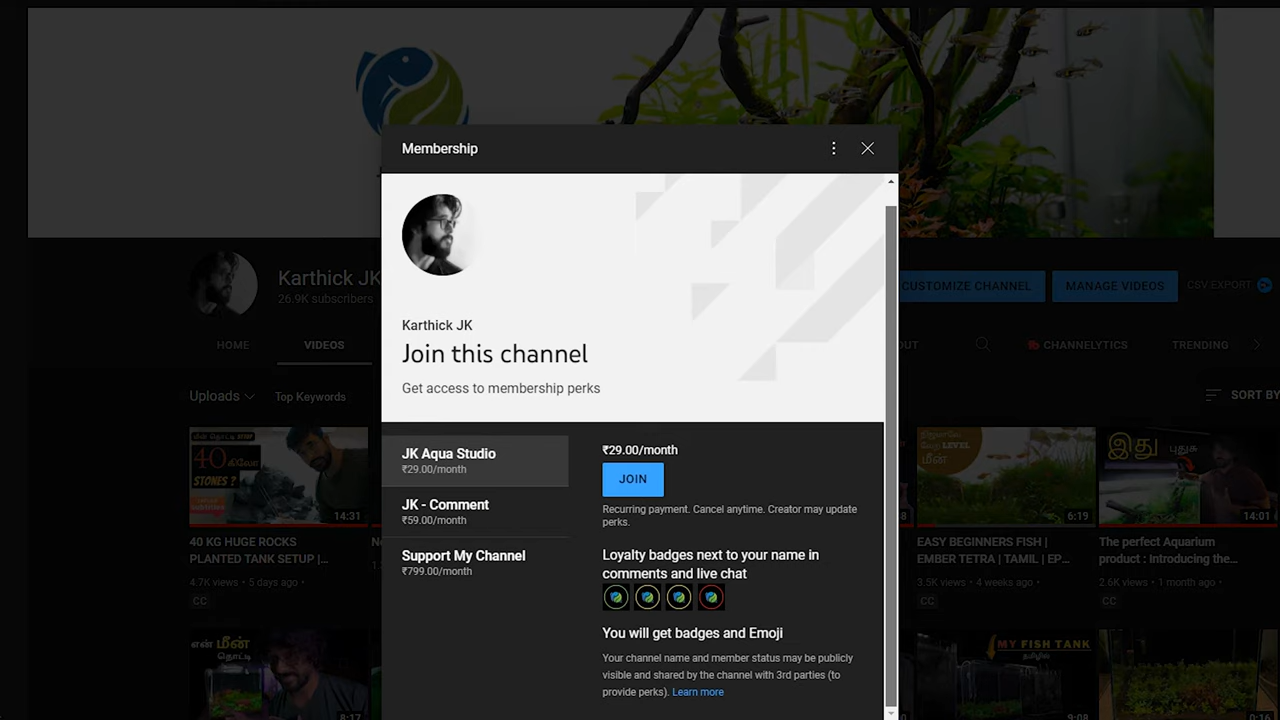 Membership
Karthick JK
Join this channel
Get access to membership perks
JK Aqua Studio
₹29.00/month
JK - Comment
₹59.00/month
Support My Channel
₹799.00/month
₹29.00/month
JOIN
Recurring payment. Cancel anytime. Creator may update
perks.
Loyalty badges next to your name in
comments and live chat
You will get badges and Emoji
Your channel name and member status may be publicly
visible and shared by the channel with 3rd parties (to
provide perks). Learn more
Karthick JK
26.9K subscribers
CUSTOMIZE CHANNEL
MANAGE VIDEOS
CSV EXPORT
HOME
VIDEOS
OUT
CHANNELYTICS
TRENDING
Uploads
Top Keywords
SORT BY
மீன் தொட்டி
40
கிலோ
STONES ?
14:31
40 KG HUGE ROCKS
PLANTED TANK SETUP |...
4.7K views • 5 days ago •
CC
LEVEL
மீன்
6:19
EASY BEGINNERS FISH |
EMBER TETRA | TAMIL | EP...
3.5K views • 4 weeks ago •
CC
இது புதுசு
14:01
The perfect Aquarium
product : Introducing the...
2.6K views • 1 month ago •
CC
என் மீன்
தொட்டி
8:17
MY FISH TANK
9:08
0:16